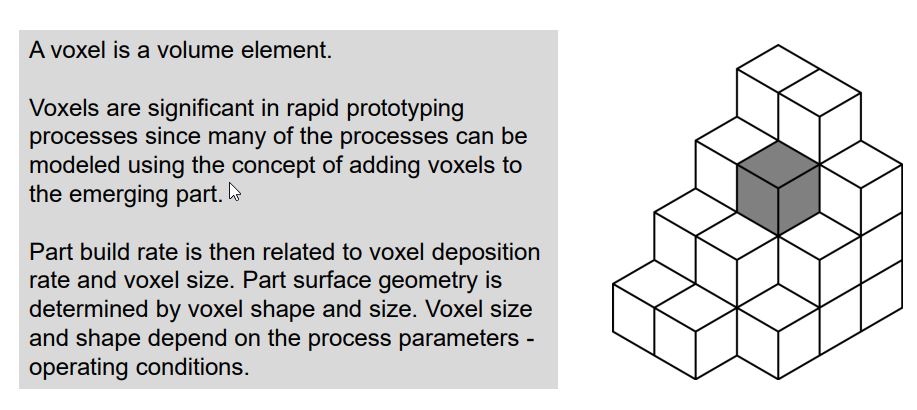 A voxel is a volume element.
Voxels are significant in rapid prototyping
processes since many of the processes can be
modeled using the concept of adding voxels to
the emerging part.
Part build rate is then related to voxel deposition
rate and voxel size. Part surface geometry is
determined by voxel shape and size. Voxel size
and shape depend on the process parameters -
operating conditions.